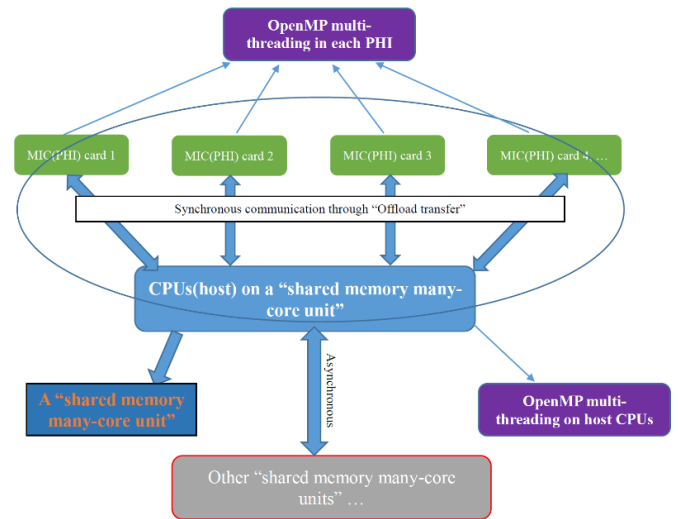 OpenMP multi-
threading in each PHI
MIC(PHI) card 1
MIC(PHI) card 2
MIC(PHI) card 3
MIC(PHI) card 4, …
Synchronous communication through “Offload transfer”
CPUs(host) on a “shared memory many-
core unit”
Asynchronous
A “shared memory
many-core unit”
OpenMP multi-
threading on host CPUs
Other “shared memory many-core
units” …